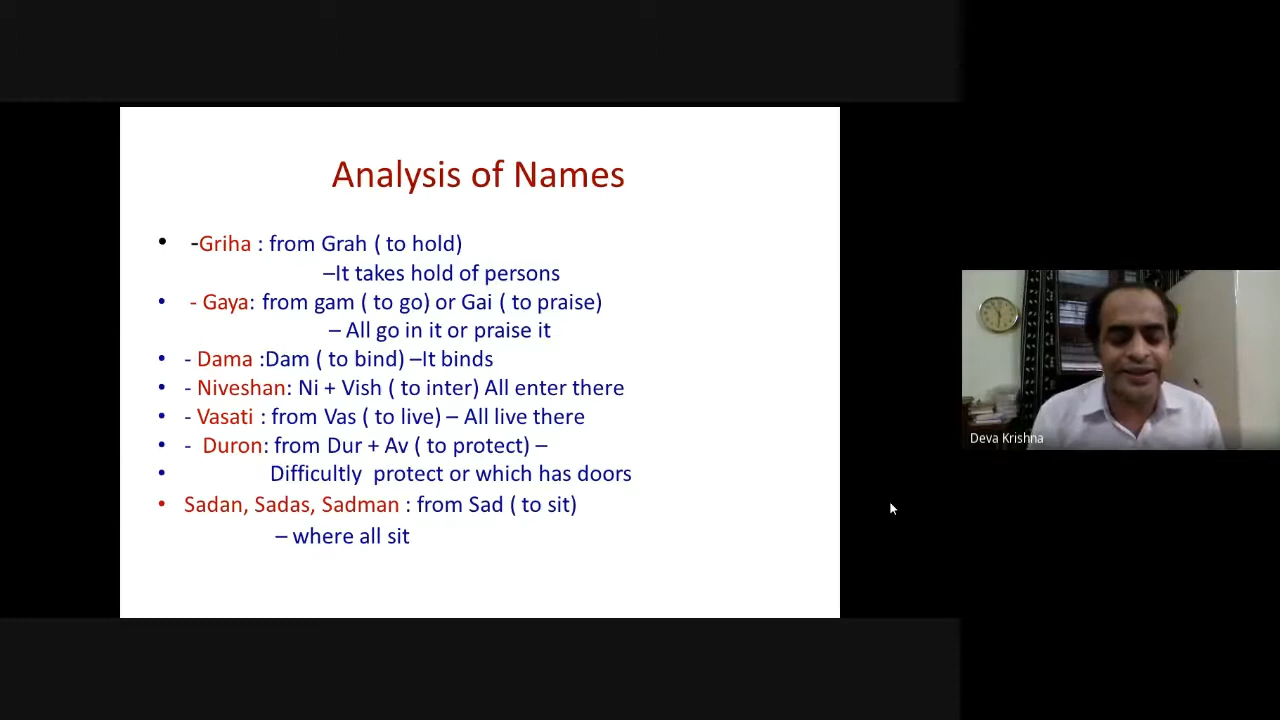 Analysis of Names
• -Griha : from Grah ( to hold)
–It takes hold of persons
• - Gaya: from gam ( to go) or Gai ( to praise)
– All go in it or praise it
• - Dama :Dam ( to bind) –It binds
• - Niveshan: Ni + Vish ( to inter) All enter there
• - Vasati : from Vas ( to live) – All live there
• - Duron: from Dur + Av ( to protect) –
• Difficultly protect or which has doors
• Sadan, Sadas, Sadman : from Sad ( to sit)
– where all sit
Deva Krishna